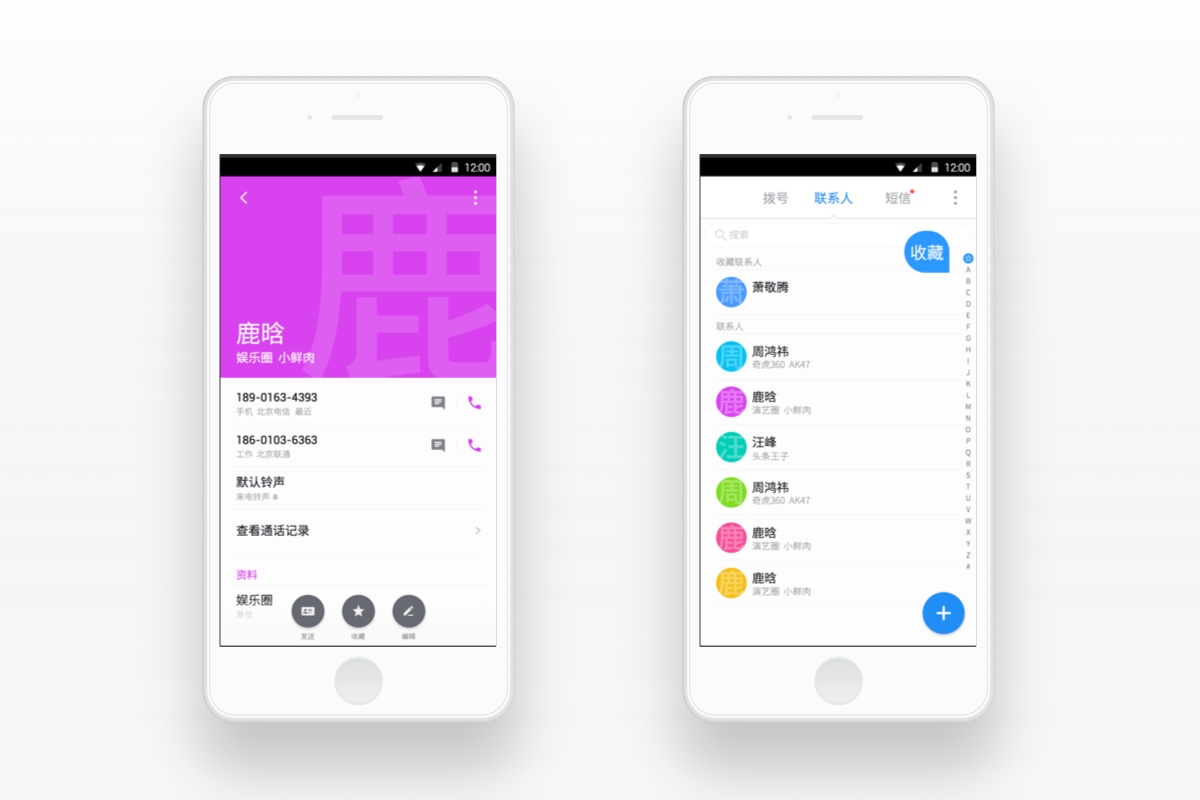 12:00
鹿
鹿晗
娱乐圈 小鲜肉
189-0163-4393
手机 北京电信 最近
186-0103-6363
工作 北京联通
默认铃声
来电铃声
查看通话记录
资料
娱乐圈
单位
发送 收藏 编辑
12:00
拨号 联系人 短信
搜索
收藏
收藏联系人
萧 萧敬腾
联系人
周 周鸿祎
奇虎360 AK47
鹿 鹿晗
演艺圈 小鲜肉
汪 汪峰
头条王子
周 周鸿祎
奇虎360 AK47
鹿 鹿晗
演艺圈 小鲜肉
鹿 鹿晗
演艺圈 小鲜肉
A
B
C
D
E
F
G
H
I
J
K
L
M
N
O
P
Q
R
S
T
U
V
W
X
Y
Z
#